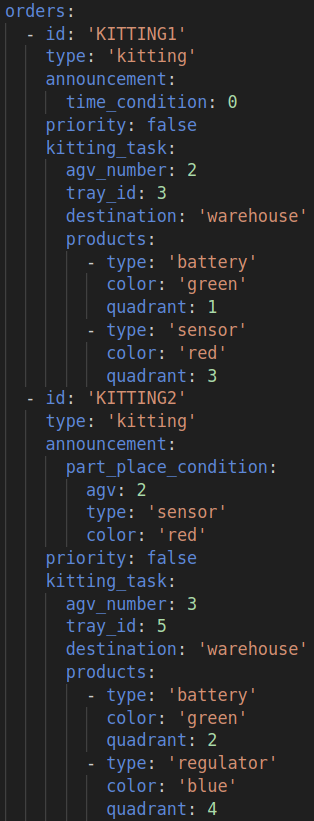 orders:
  - id: 'KITTING1'
    type: 'kitting'
    announcement:
      time_condition: 0
    priority: false
    kitting_task:
      agv_number: 2
      tray_id: 3
      destination: 'warehouse'
      products:
        - type: 'battery'
          color: 'green'
          quadrant: 1
        - type: 'sensor'
          color: 'red'
          quadrant: 3
  - id: 'KITTING2'
    type: 'kitting'
    announcement:
      part_place_condition:
        agv: 2
        type: 'sensor'
        color: 'red'
    priority: false
    kitting_task:
      agv_number: 3
      tray_id: 5
      destination: 'warehouse'
      products:
        - type: 'battery'
          color: 'green'
          quadrant: 2
        - type: 'regulator'
          color: 'blue'
          quadrant: 4